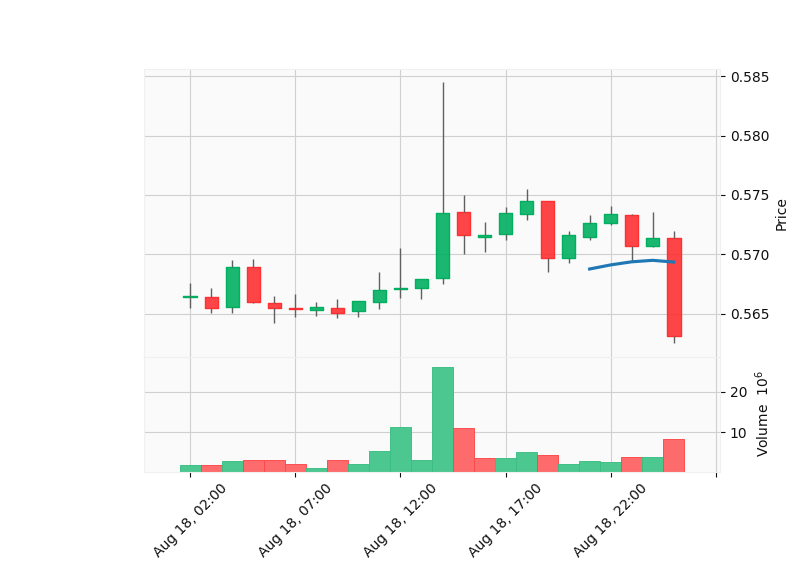 0.585
0.580
0.575
0.570
0.565
Price
20
10
Volume 10^6
Aug 18, 02:00
Aug 18, 07:00
Aug 18, 12:00
Aug 18, 17:00
Aug 18, 22:00